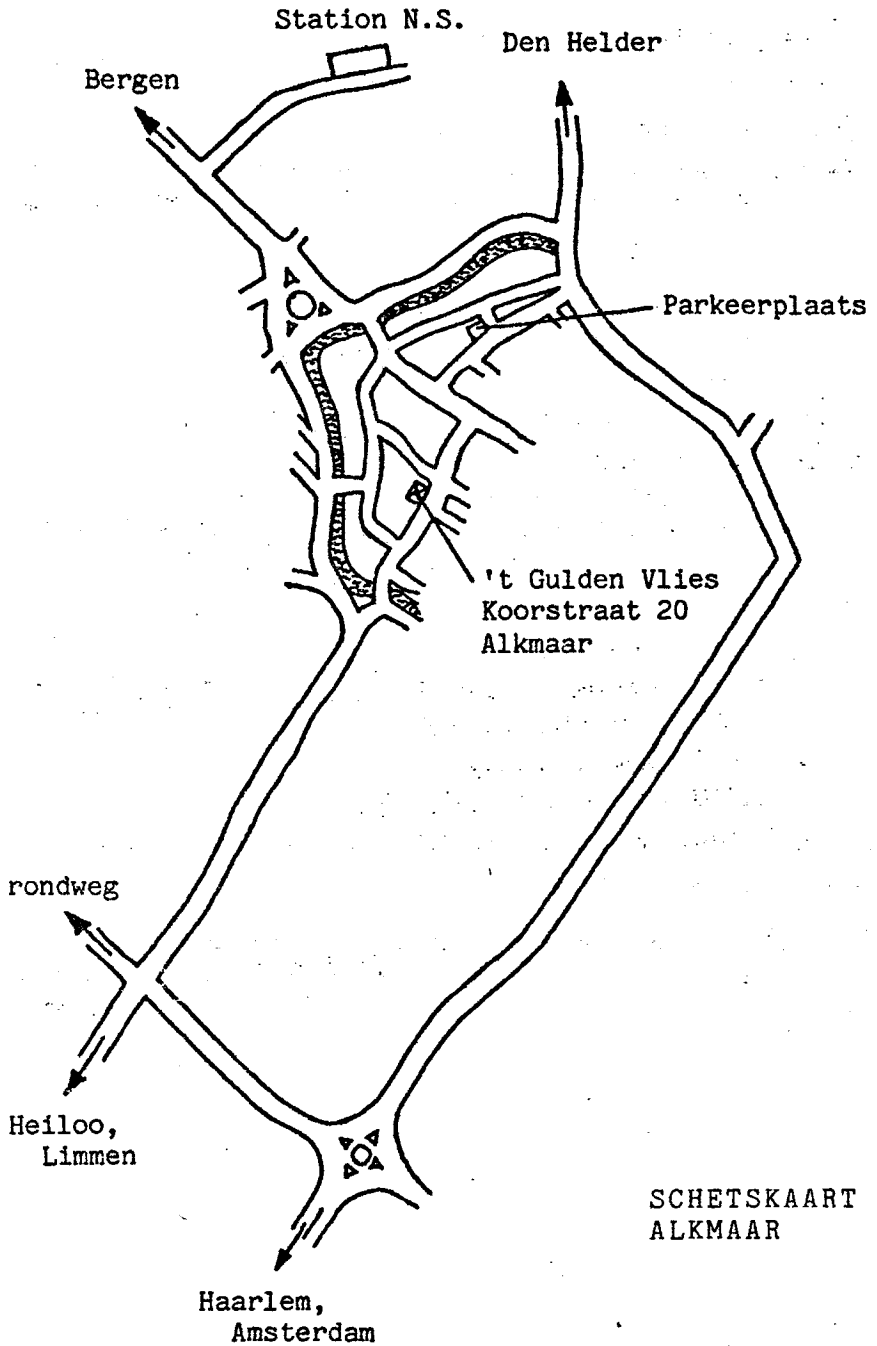 Station N.S.
Den Helder
Bergen
Parkeerplaats
't Gulden Vlies
Koorstraat 20
Alkmaar
rondweg
Heiloo,
Limmen
SCHETSKAART
ALKMAAR
Haarlem,
Amsterdam